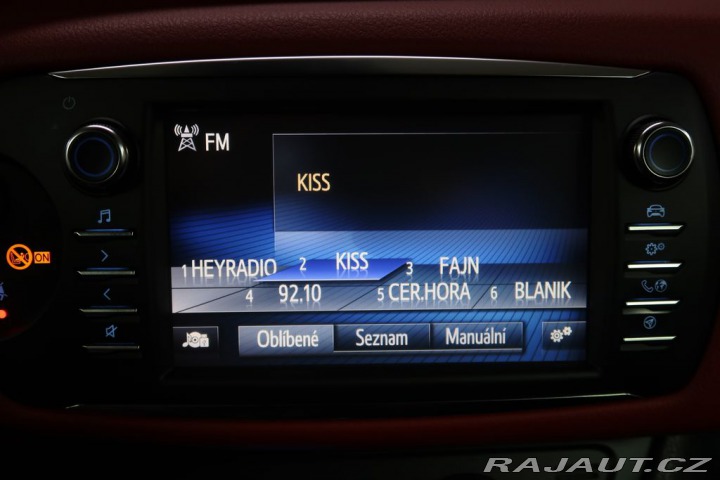 FM
KISS
1 HEYRADIO 2 KISS 3 FAJN
4 92.10 5 CER.HORA 6 BLANIK
ON
Oblíbené Seznam Manuální
RAJAUT.CZ